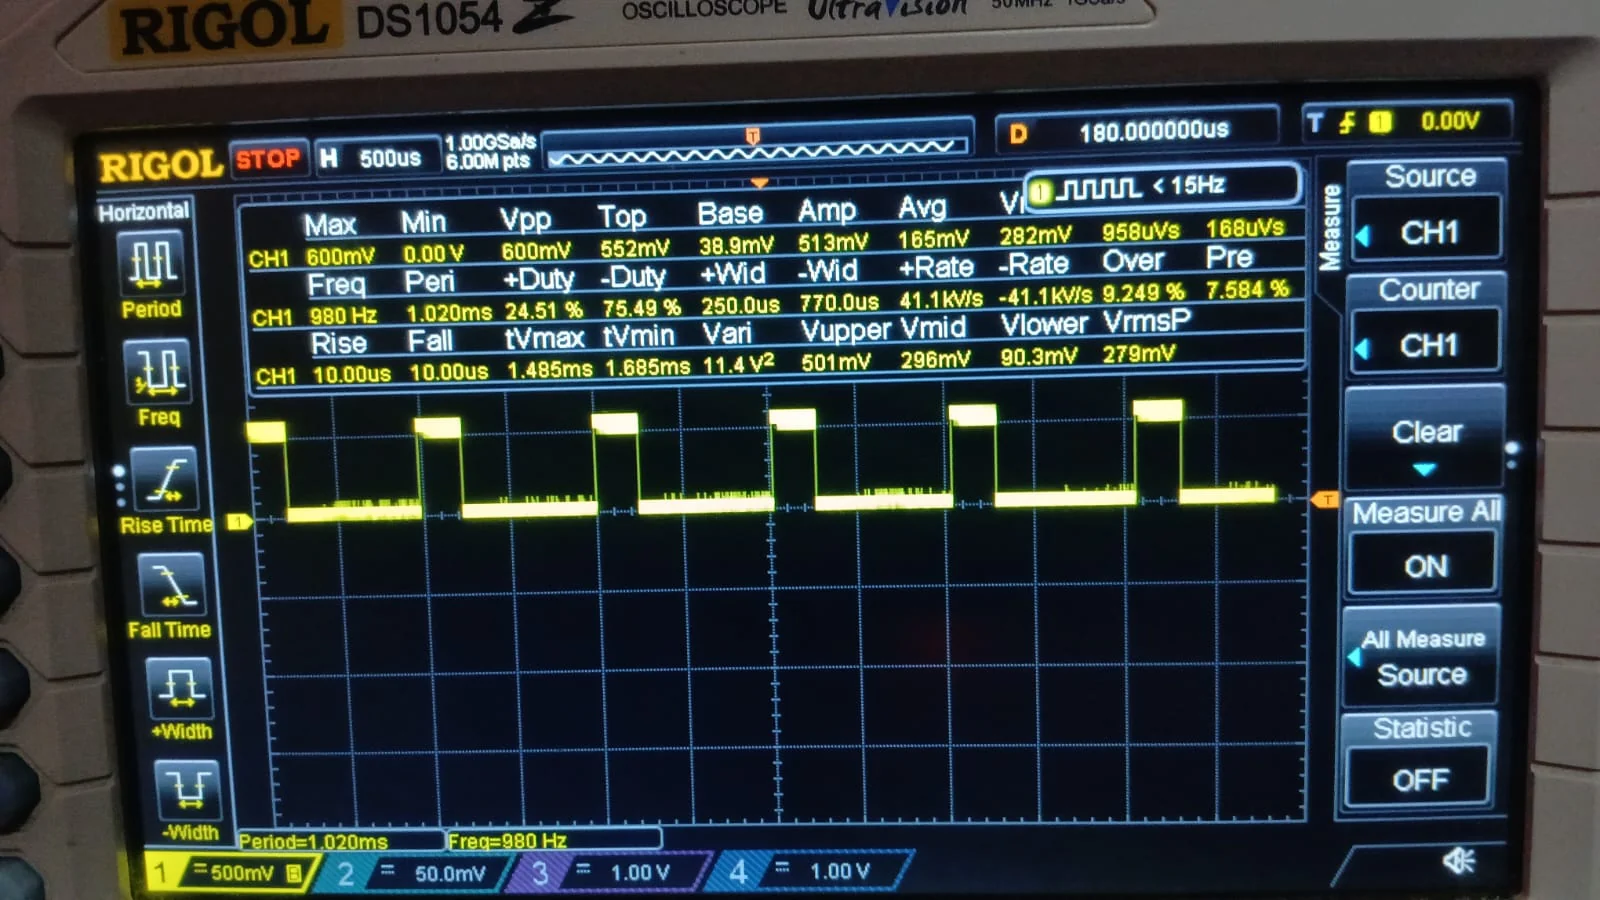 RIGOL DS1054Z OSCILLOSCOPE UltraVision 50MHz 1GSa/s
RIGOL STOP H 500us 1.00GSa/s 6.00M pts T D 180.000000us T 1 0.00V
Horizontal
1 < 15Hz
Max Min Vpp Top Base Amp Avg
CH1 600mV 0.00 V 600mV 552mV 38.9mV 513mV 165mV 282mV 958uVs 168uVs
Freq Peri +Duty -Duty +Wid -Wid +Rate -Rate Over Pre
CH1 980 Hz 1.020ms 24.51 % 75.49 % 250.0us 770.0us 41.1kV/s -41.1kV/s 9.249 % 7.584 %
Rise Fall tVmax tVmin Vari Vupper Vmid Vlower VrmsP
CH1 10.00us 10.00us 1.485ms 1.685ms 11.4 V² 501mV 296mV 90.3mV 279mV
Period
Freq
Rise Time
Fall Time
+Width
-Width
1
T
Measure
Source
CH1
Counter
CH1
Clear
Measure All
ON
All Measure
Source
Statistic
OFF
Period=1.020ms Freq=980 Hz
1 500mV B 2 50.0mV 3 1.00 V 4 1.00 V